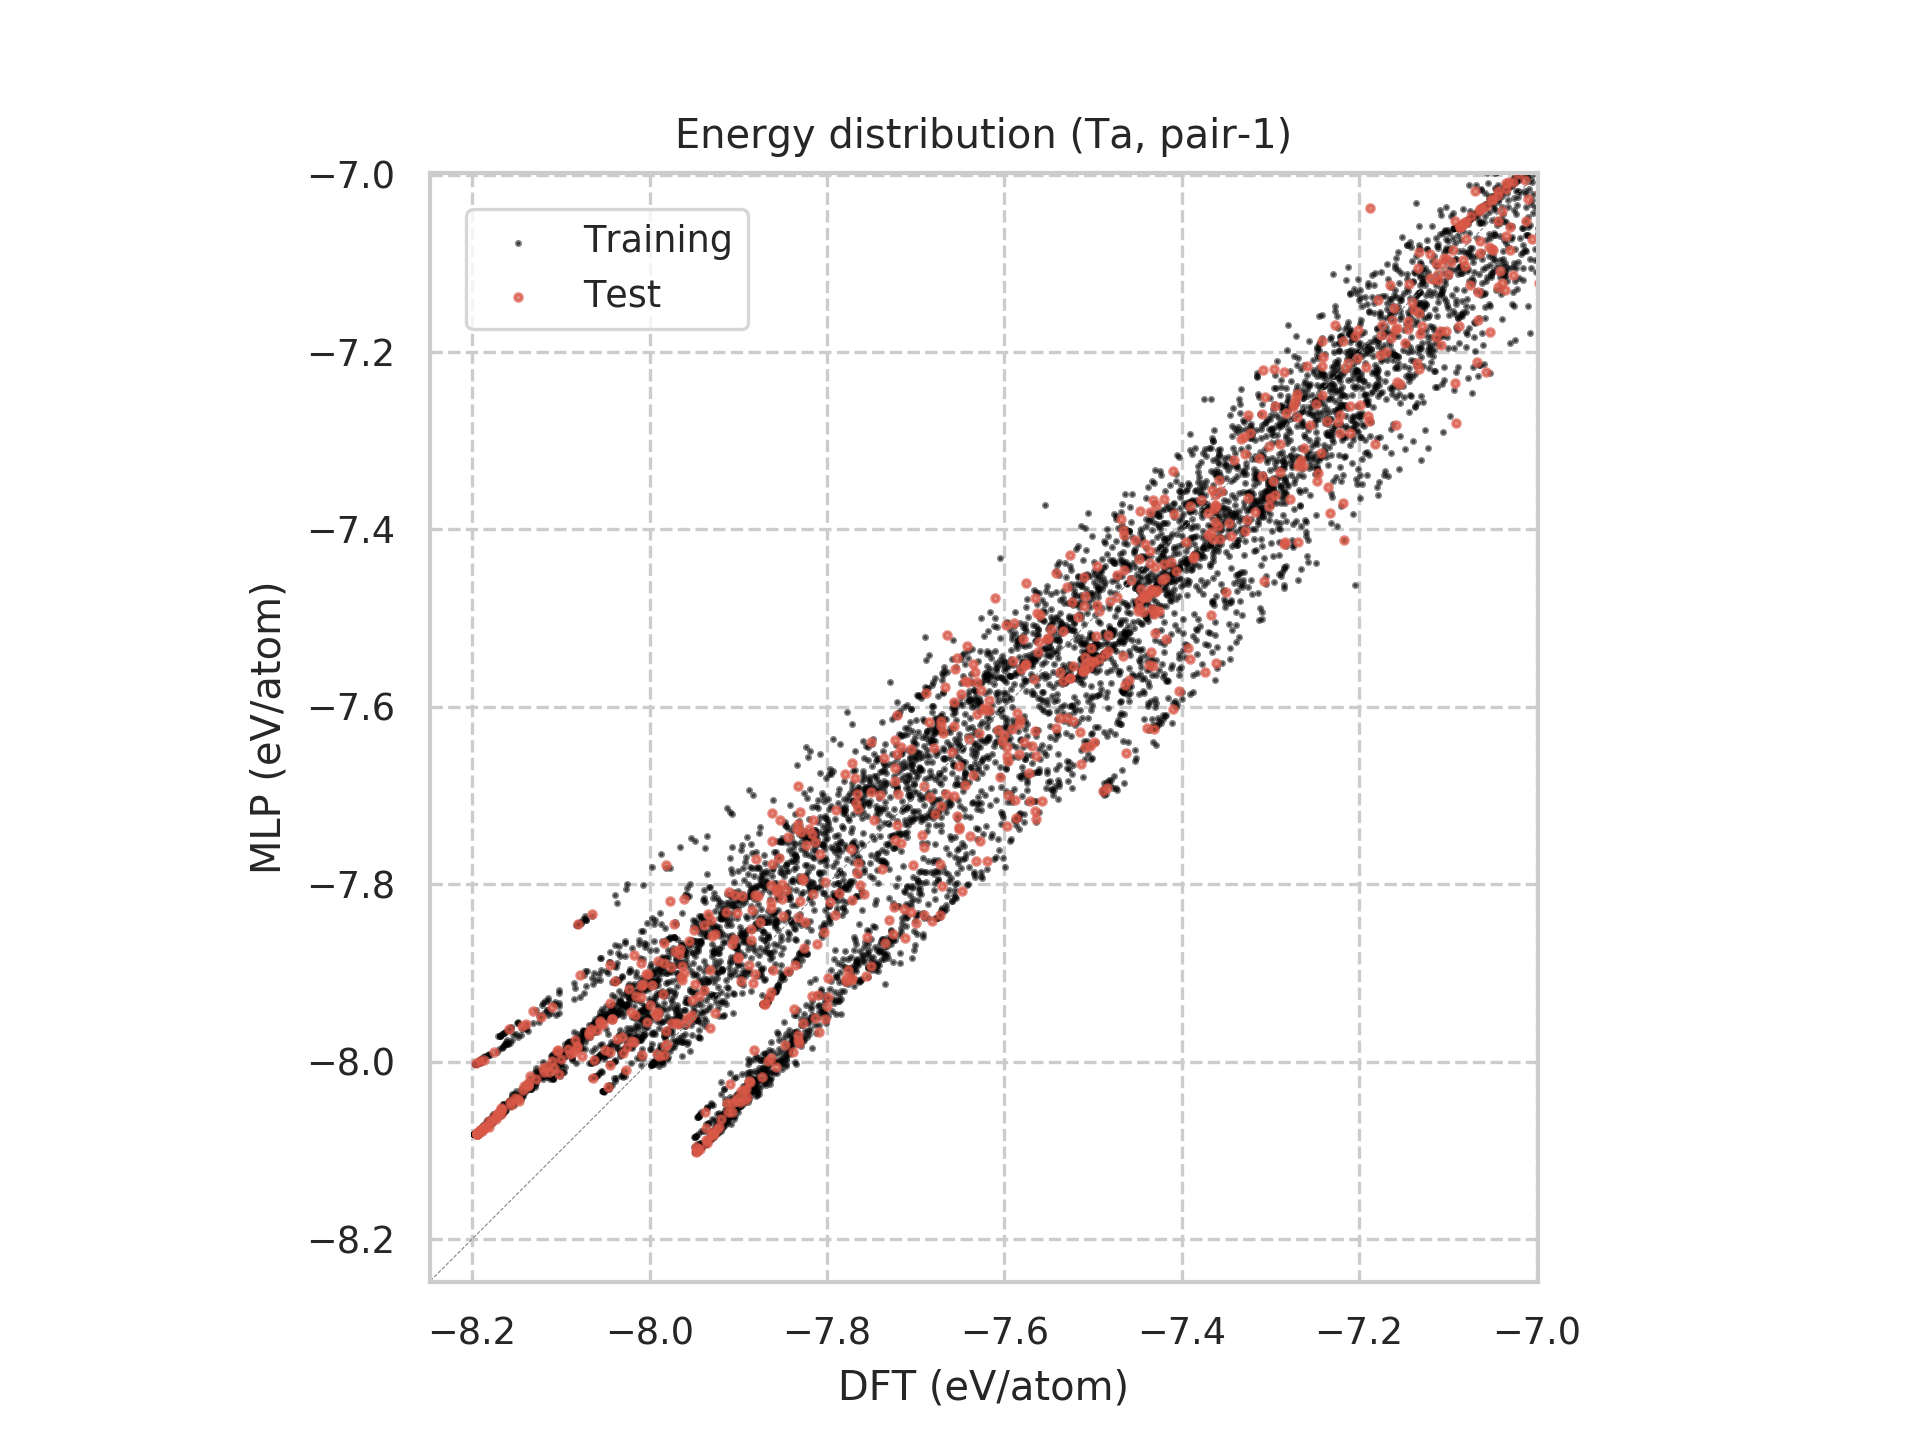 Energy distribution (Ta, pair-1)
−7.0
−7.2
−7.4
−7.6
−7.8
−8.0
−8.2
Training
Test
MLP (eV/atom)
−8.2
−8.0
−7.8
−7.6
−7.4
−7.2
−7.0
DFT (eV/atom)